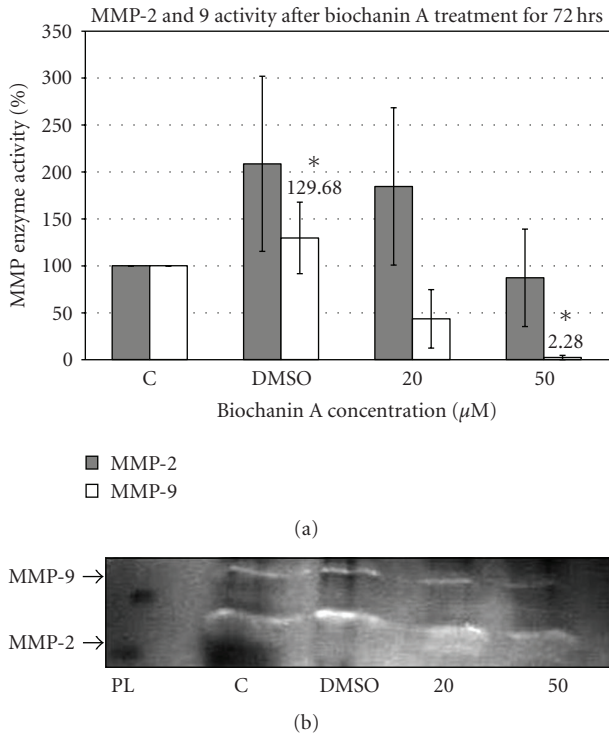 MMP-2 and 9 activity after biochanin A treatment for 72 hrs
MMP enzyme activity (%)
350
300
250
200
150
100
50
0
*
129.68
*
2.28
C DMSO 20 50
Biochanin A concentration (μM)
MMP-2
MMP-9
(a)
MMP-9
MMP-2
PL C DMSO 20 50
(b)